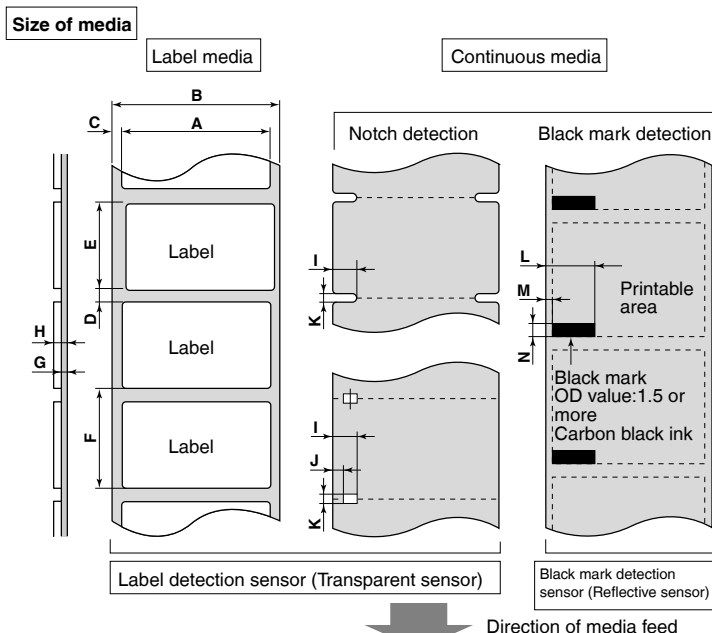 Size of media
Label media
Continuous media
B
C
A
Notch detection
Black mark detection
E
Label
I
L
Printable
area
M
D
K
H
G
Label
N
Black mark
OD value:1.5 or
more
Carbon black ink
F
Label
I
J
K
Label detection sensor (Transparent sensor)
Black mark detection
sensor (Reflective sensor)
Direction of media feed